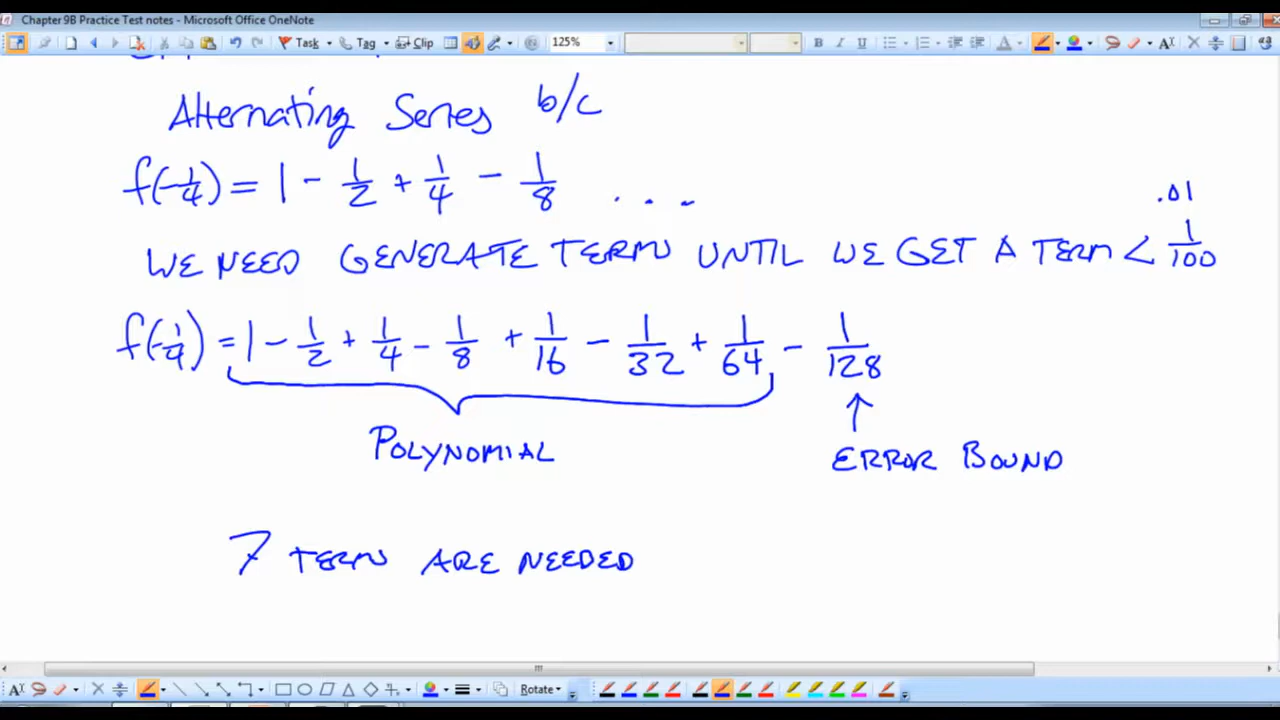 Chapter 9B Practice Test notes - Microsoft Office OneNote
Task Tag Clip 125% B I U A
Alternating Series b/c
f(-1/4) = 1 - 1/2 + 1/4 - 1/8 ...
.01
WE NEED GENERATE TERMS UNTIL WE GET A TERM < 1/100
f(-1/4) = 1 - 1/2 + 1/4 - 1/8 + 1/16 - 1/32 + 1/64 - 1/128
POLYNOMIAL
ERROR BOUND
7 TERMS ARE NEEDED
Rotate